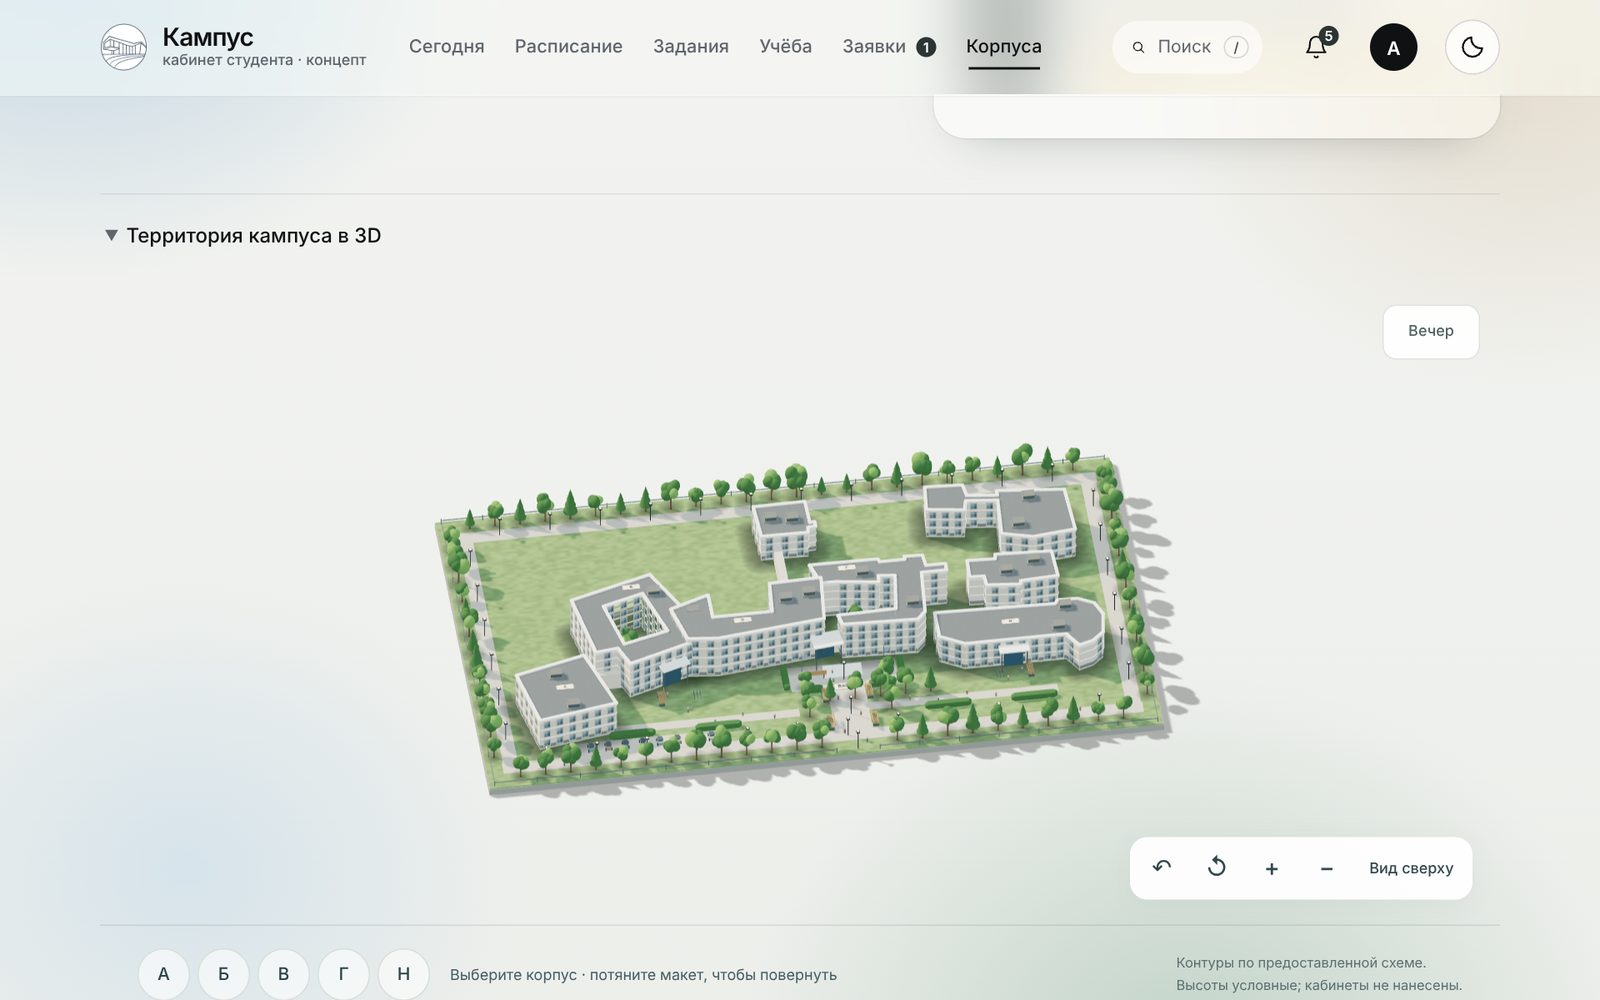 Кампус
кабинет студента · концепт
Сегодня
Расписание
Задания
Учёба
Заявки 1
Корпуса
Поиск /
5
А
▼ Территория кампуса в 3D
Вечер
+
−
Вид сверху
А
Б
В
Г
Н
Выберите корпус · потяните макет, чтобы повернуть
Контуры по предоставленной схеме.
Высоты условные; кабинеты не нанесены.